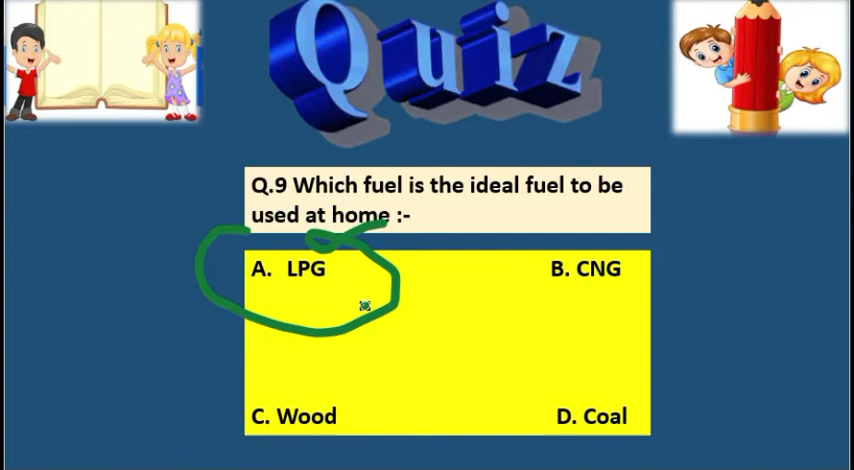 Quiz
Q.9 Which fuel is the ideal fuel to be
used at home :-
A. LPG
B. CNG
C. Wood
D. Coal